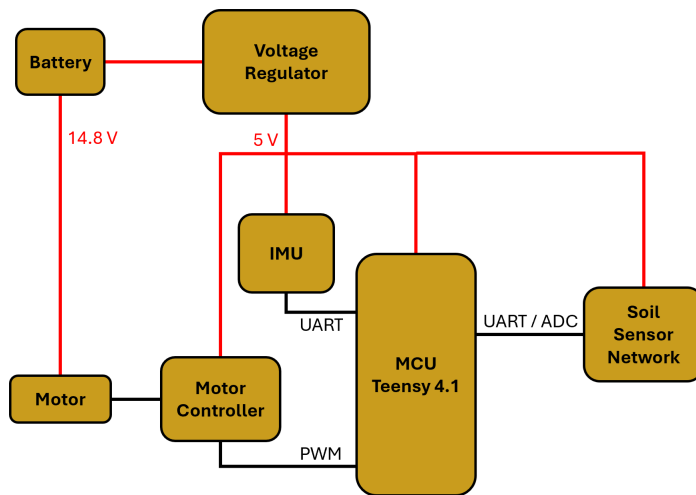 Battery
Voltage
Regulator
14.8 V
5 V
IMU
UART
MCU
Teensy 4.1
UART / ADC
Soil
Sensor
Network
Motor
Motor
Controller
PWM